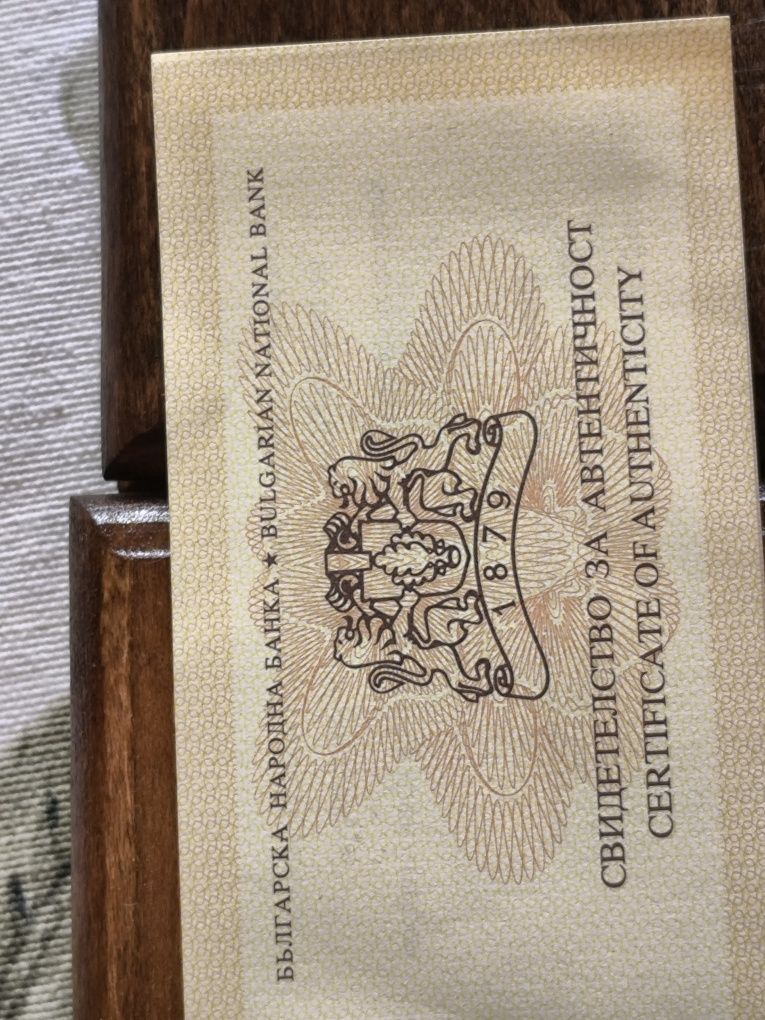 БЪЛГАРСКА НАРОДНА БАНКА ★ BULGARIAN NATIONAL BANK
1879
СВИДЕТЕЛСТВО ЗА АВТЕНТИЧНОСТ
CERTIFICATE OF AUTHENTICITY